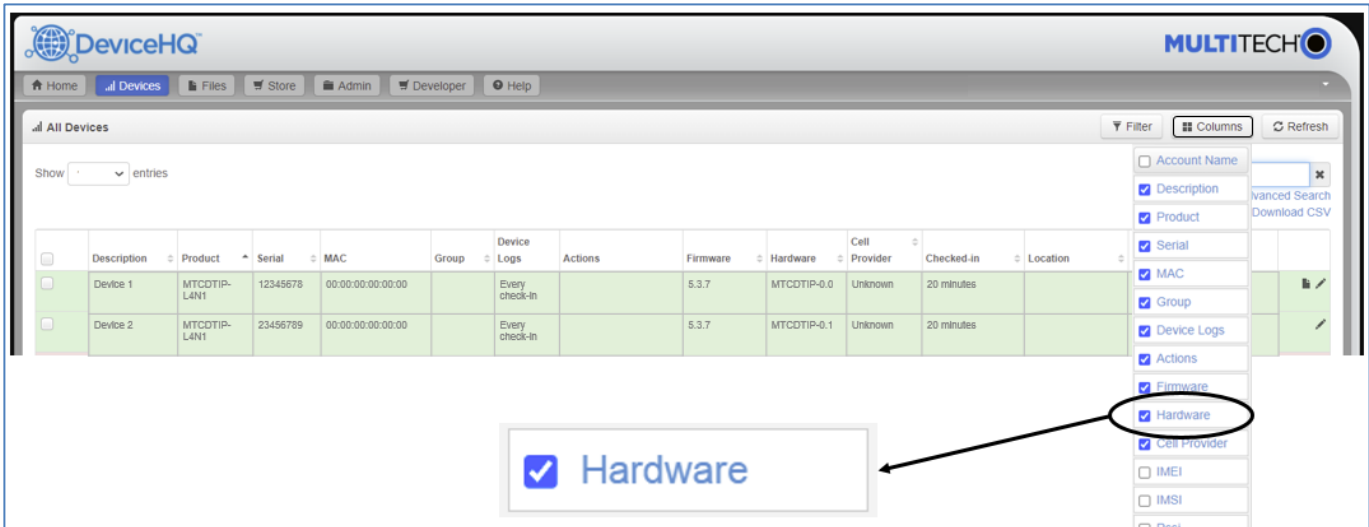 DeviceHQ™
MULTITECH
Home Devices Files Store Admin Developer Help
All Devices Filter Columns Refresh
Show entries
Advanced Search
Download CSV
Account Name
Description
Product
Serial
MAC
Group
Device Logs
Actions
Firmware
Hardware
Cell Provider
IMEI
IMSI
Description Product Serial MAC Group Device Logs Actions Firmware Hardware Cell Provider Checked-in Location
Device 1 MTCDTIP-L4N1 12345678 00:00:00:00:00:00 Every check-in 5.3.7 MTCDTIP-0.0 Unknown 20 minutes
Device 2 MTCDTIP-L4N1 23456789 00:00:00:00:00:00 Every check-in 5.3.7 MTCDTIP-0.1 Unknown 20 minutes
Hardware